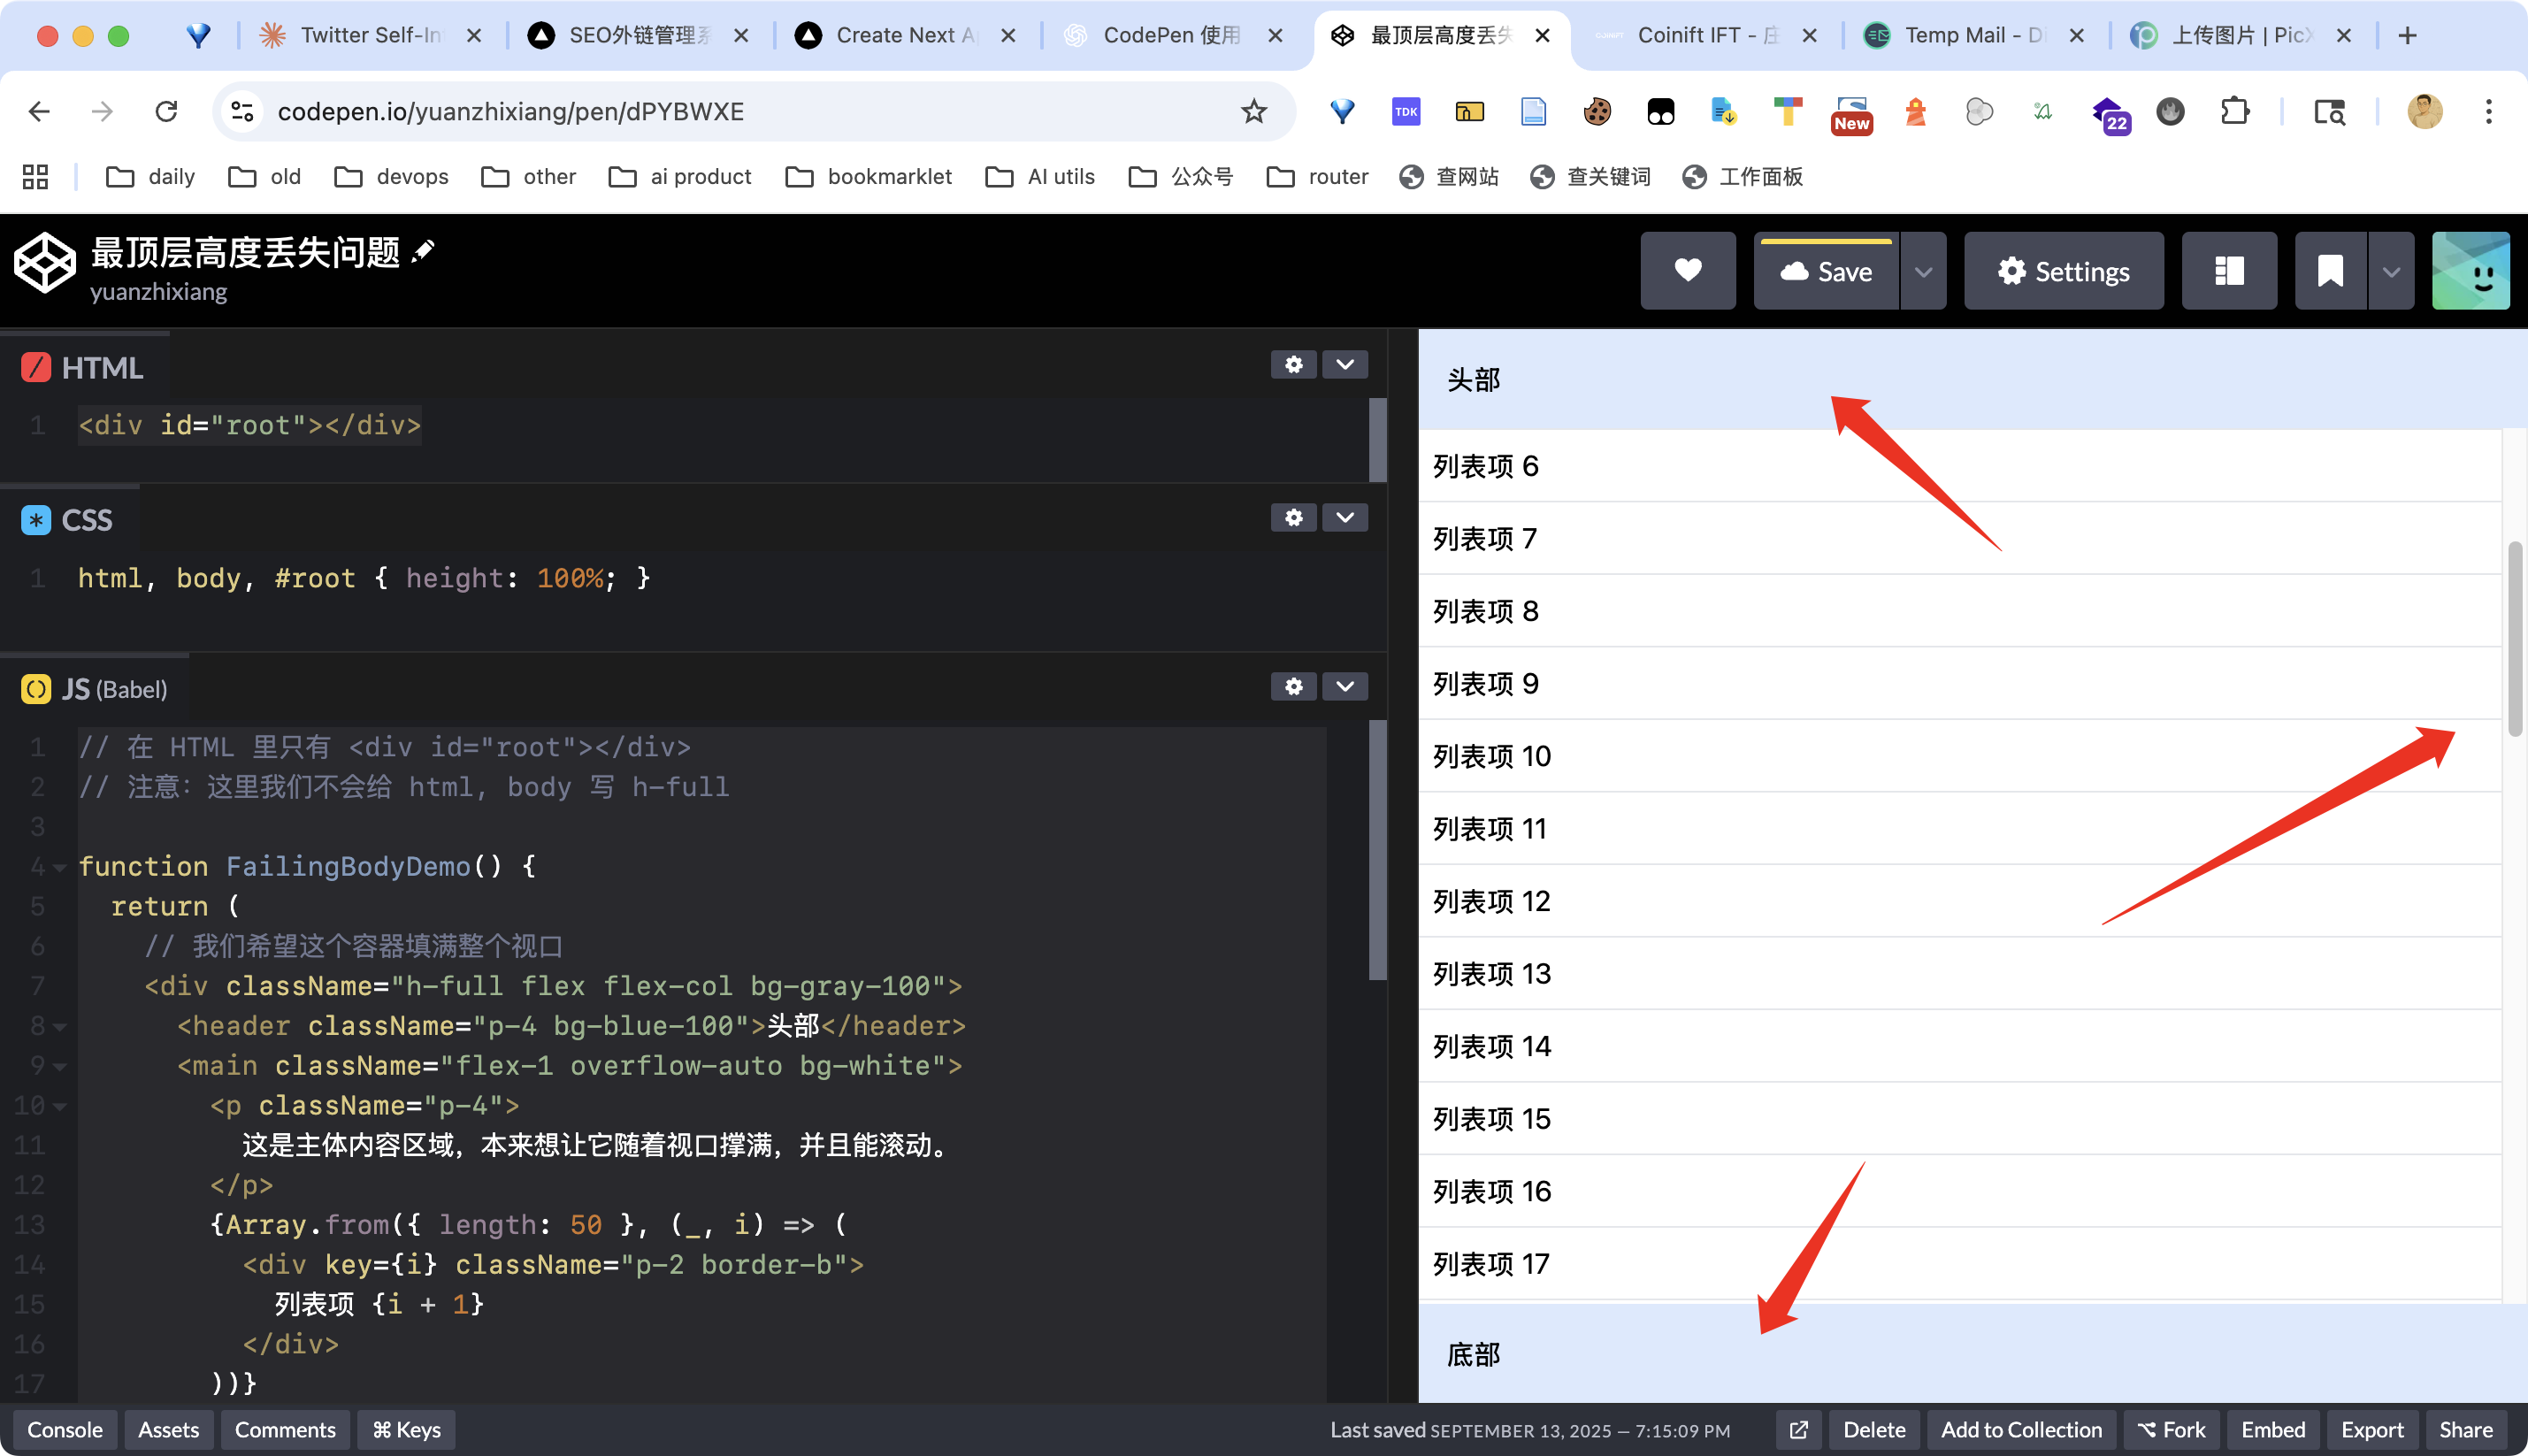 Twitter Self-In
SEO外链管理系
Create Next A
CodePen 使用
最顶层高度丢失
Coinift IFT - 庄
Temp Mail - Di
上传图片 | PicX
codepen.io/yuanzhixiang/pen/dPYBWXE
TDK
New
22
daily
old
devops
other
ai product
bookmarklet
AI utils
公众号
router
查网站
查关键词
工作面板
最顶层高度丢失问题
yuanzhixiang
Save
Settings
HTML
1 <div id="root"></div>
CSS
1 html, body, #root { height: 100%; }
JS (Babel)
1 // 在 HTML 里只有 <div id="root"></div>
2 // 注意：这里我们不会给 html, body 写 h-full
3
4 function FailingBodyDemo() {
5 return (
6 // 我们希望这个容器填满整个视口
7 <div className="h-full flex flex-col bg-gray-100">
8 <header className="p-4 bg-blue-100">头部</header>
9 <main className="flex-1 overflow-auto bg-white">
10 <p className="p-4">
11 这是主体内容区域，本来想让它随着视口撑满，并且能滚动。
12 </p>
13 {Array.from({ length: 50 }, (_, i) => (
14 <div key={i} className="p-2 border-b">
15 列表项 {i + 1}
16 </div>
17 ))}
头部
列表项 6
列表项 7
列表项 8
列表项 9
列表项 10
列表项 11
列表项 12
列表项 13
列表项 14
列表项 15
列表项 16
列表项 17
底部
Console
Assets
Comments
⌘ Keys
Last saved SEPTEMBER 13, 2025 — 7:15:09 PM
Delete
Add to Collection
Fork
Embed
Export
Share